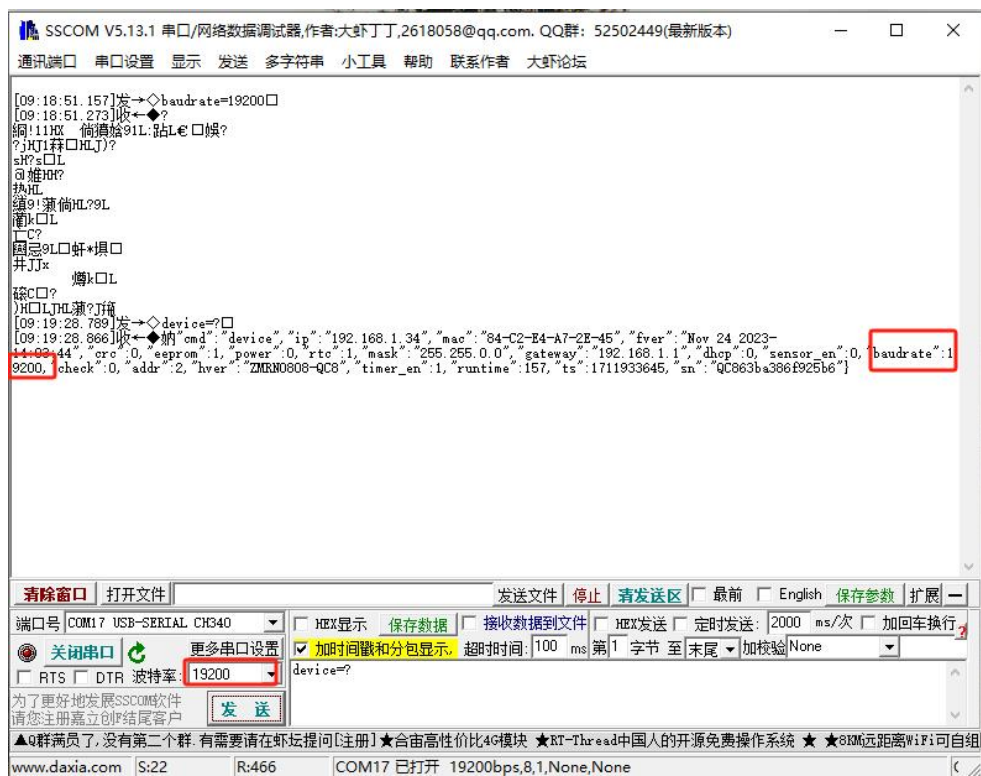 SSCOM V5.13.1 串口/网络数据调试器,作者:大虾丁丁,2618058@qq.com. QQ群: 52502449(最新版本)
通讯端口 串口设置 显示 发送 多字符串 小工具 帮助 联系作者 大虾论坛
[09:18:51.157]发→◇baudrate=19200□
[09:18:51.273]收←◆?
?jHJ1茻□HLJ)?
sH?s□L
热HL
亡C?
井JJx
[09:19:28.789]发→◇device=?□
[09:19:28.866]收←◆妠"cmd":"device","ip":"192.168.1.34","mac":"84-C2-E4-A7-2E-45","fver":"Nov 24 2023-
14:03:44","crc":0,"eeprom":1,"power":0,"rtc":1,"mask":"255.255.0.0","gateway":"192.168.1.1","dhcp":0,"sensor_en":0,"baudrate":1
9200,"check":0,"addr":2,"hver":"ZMRN0808-QC8","timer_en":1,"runtime":157,"ts":1711933645,"sn":"QC863ba386f925b6"}
清除窗口 打开文件 发送文件 停止 清发送区 最前 English 保存参数 扩展 —
端口号 COM17 USB-SERIAL CH340 HEX显示 保存数据 接收数据到文件 HEX发送 定时发送: 2000 ms/次 加回车换行
关闭串口 更多串口设置 加时间戳和分包显示, 超时时间: 100 ms 第1 字节 至 末尾 加校验 None
RTS DTR 波特率: 19200 device=?
为了更好地发展SSCOM软件
请您注册嘉立创F结尾客户 发 送
▲Q群满员了,没有第二个群.有需要请在虾坛提问[注册]★合宙高性价比4G模块 ★RT-Thread中国人的开源免费操作系统 ★ ★8KM远距离WiFi可自组
www.daxia.com S:22 R:466 COM17 已打开 19200bps,8,1,None,None